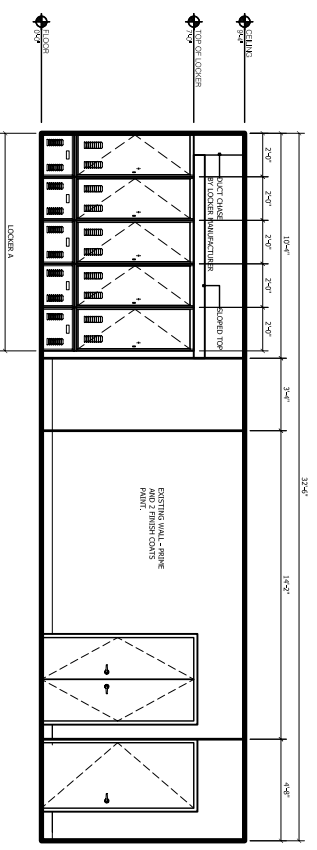 32'-6"
10'-4"
3'-4"
14'-2"
4'-8"
2'-0"
2'-0"
2'-0"
2'-0"
2'-0"
CEILING
9'-4"
TOP OF LOCKER
7'-0"
FLOOR
0'-0"
DUCT CHASE
BY LOCKER MANUFACTURER
SLOPED TOP
EXISTING WALL - PRIME
AND 2 FINISH COATS
PAINT.
LOCKER A